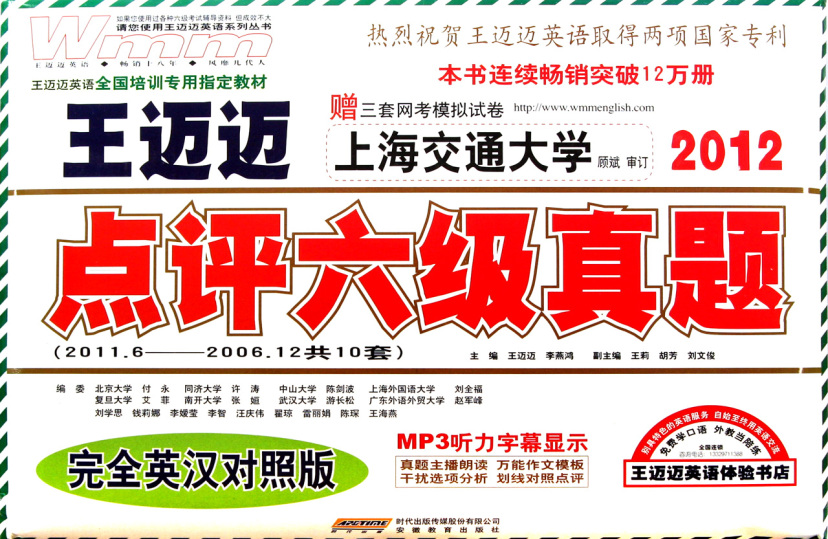 如果您使用过各种六级考试辅导资料 但成效不大
请您使用王迈迈英语系列丛书
Wmm
王迈迈英语 ◆ 畅销十八年 ◆ 风靡几代人
热烈祝贺王迈迈英语取得两项国家专利
王迈迈英语全国培训专用指定教材
本书连续畅销突破12万册
赠三套网考模拟试卷 http://www.wmmenglish.com
王迈迈
上海交通大学 顾斌 审订
2012
点评六级真题
(2011.6——2006.12共10套)
主 编 王迈迈 李燕鸿 副主编 王莉 胡芳 刘文俊
编 委 北京大学 付 永 同济大学 许 涛 中山大学 陈剑波 上海外国语大学 刘全福
复旦大学 艾 菲 南开大学 张 姮 武汉大学 游长松 广东外语外贸大学 赵军峰
刘学思 钱莉娜 李嫒莹 李智 汪庆伟 翟琼 雷丽娟 陈琛 王海燕
完全英汉对照版
MP3听力字幕显示
真题主播朗读 万能作文模板
干扰选项分析 划线对照点评
别具特色的英语服务 自始至终用英语交流
免费学口语 外教当陪练
全国连锁
咨询电话:13329711388
王迈迈英语体验书店
APETIME
时代出版
时代出版传媒股份有限公司
安徽教育出版社